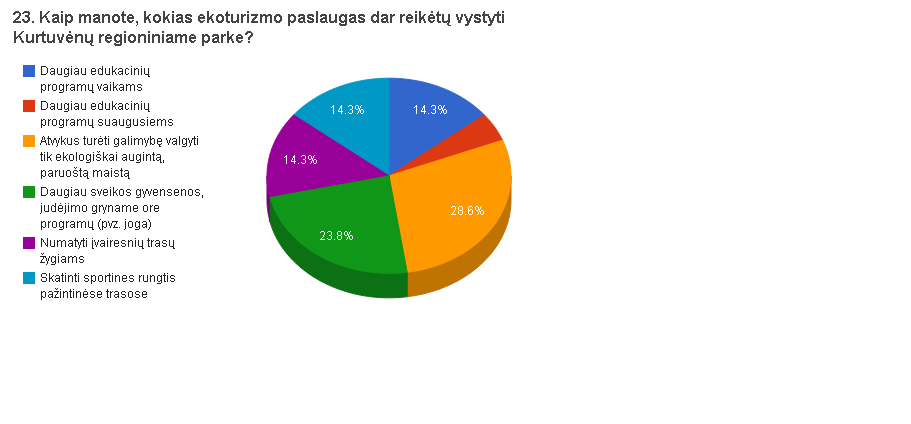 23. Kaip manote, kokias ekoturizmo paslaugas dar reikėtų vystyti
Kurtuvėnų regioniniame parke?
Daugiau edukacinių
programų vaikams
Daugiau edukacinių
programų suaugusiems
Atvykus turėti galimybę valgyti
tik ekologiškai augintą,
paruoštą maistą
Daugiau sveikos gyvensenos,
judėjimo gryname ore
programų (pvz. joga)
Numatyti įvairesnių trasų
žygiams
Skatinti sportines rungtis
pažintinėse trasose
14.3%
14.3%
14.3%
28.6%
23.8%